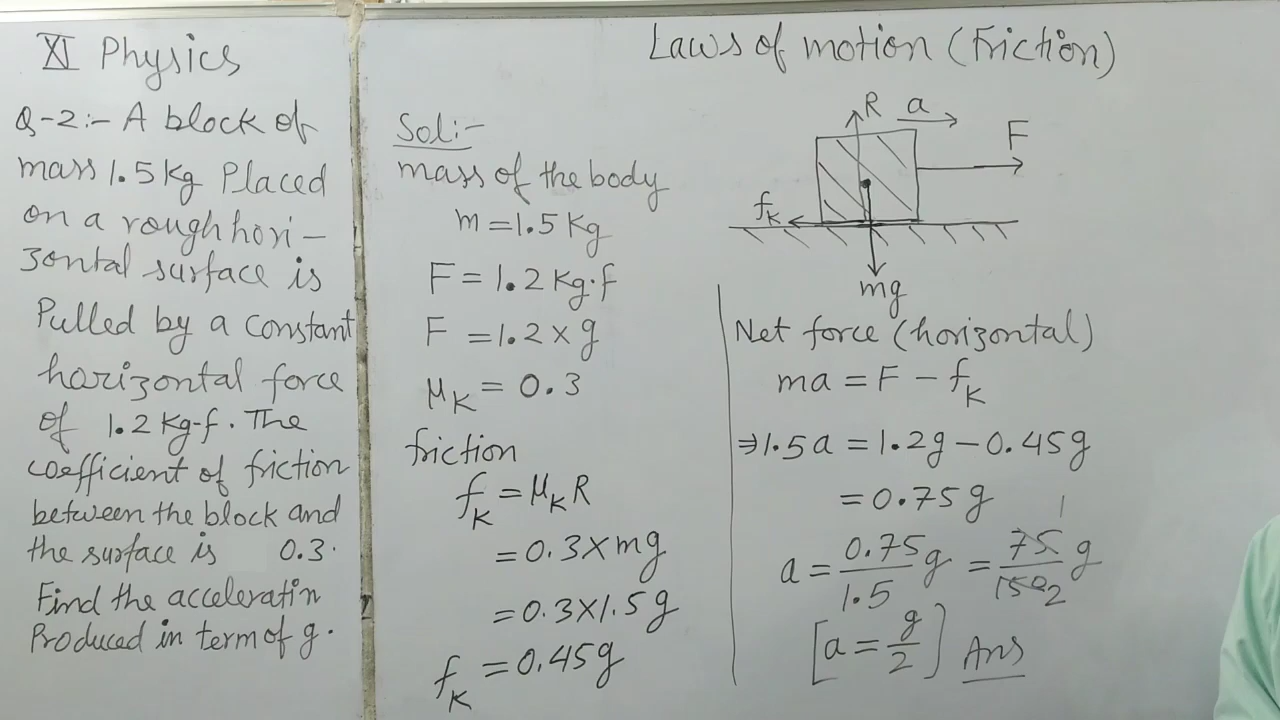 XI Physics
Q-2:- A block of
mass 1.5 kg Placed
on a rough hori-
zontal surface is
Pulled by a constant
horizontal force
of 1.2 kg-f. The
coefficient of friction
between the block and
the surface is 0.3.
Find the acceleratin
Produced in term of g.
Laws of motion (Friction)
Sol:-
mass of the body
m = 1.5 kg
F = 1.2 kg.f
F = 1.2 × g
μK = 0.3
friction
fK = μK R
= 0.3 × mg
= 0.3 × 1.5 g
fK = 0.45g
R a
F
fK
mg
Net force (horizontal)
ma = F - fK
⇒ 1.5a = 1.2g - 0.45g
= 0.75 g
a = 0.75/1.5 g = 75/150 g
1
2
[a = g/2] Ans